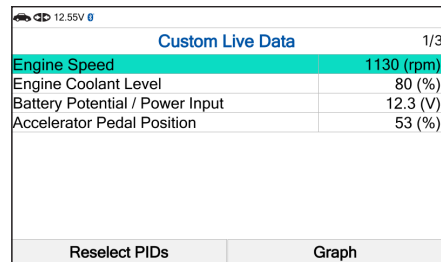 12.55V
Custom Live Data 1/3
Engine Speed 1130 (rpm)
Engine Coolant Level 80 (%)
Battery Potential / Power Input 12.3 (V)
Accelerator Pedal Position 53 (%)
Reselect PIDs Graph